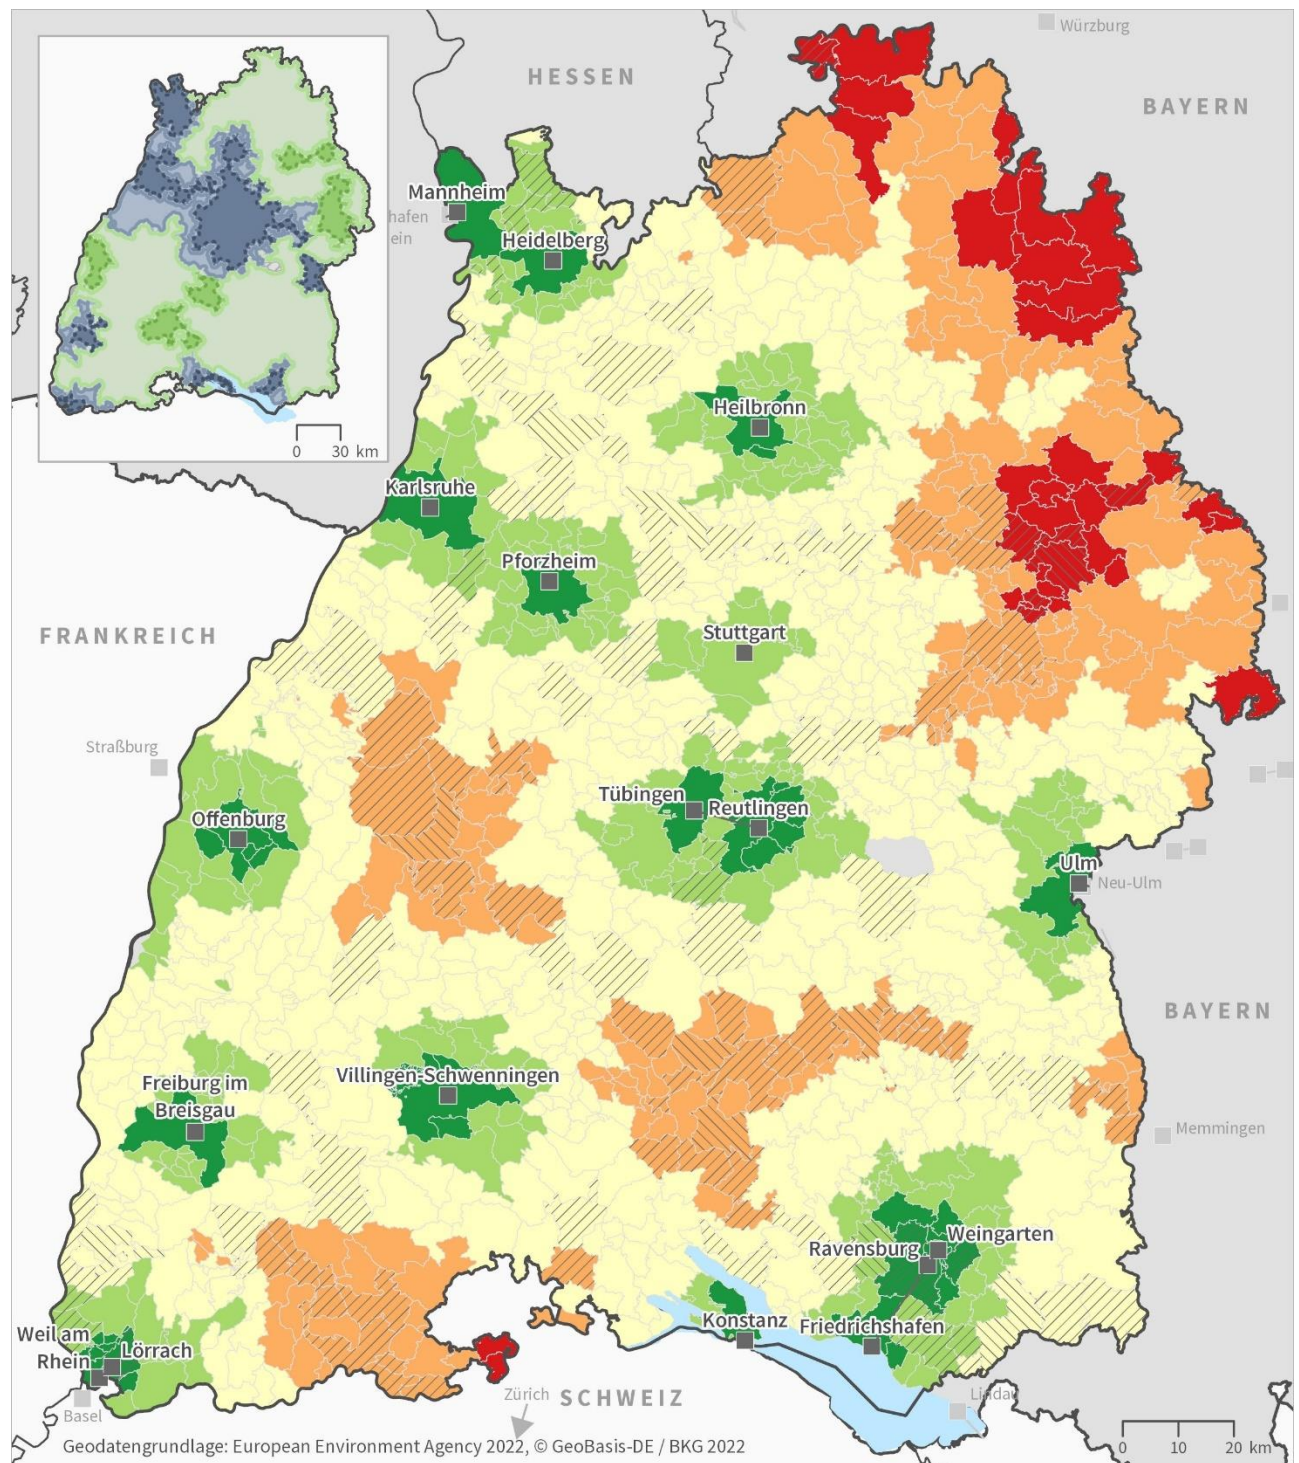 Würzburg
HESSEN
BAYERN
Mannheim
hafen
ein
Heidelberg
0 30 km
Heilbronn
Karlsruhe
Pforzheim
FRANKREICH
Stuttgart
Straßburg
Tübingen
Reutlingen
Offenburg
Ulm
Neu-Ulm
BAYERN
Villingen-Schwenningen
Freiburg im
Breisgau
Memmingen
Weingarten
Ravensburg
Konstanz
Friedrichshafen
Weil am
Rhein
Lörrach
Basel
Zürich
SCHWEIZ
Lindau
Geodatengrundlage: European Environment Agency 2022, © GeoBasis-DE / BKG 2022
0 10 20 km